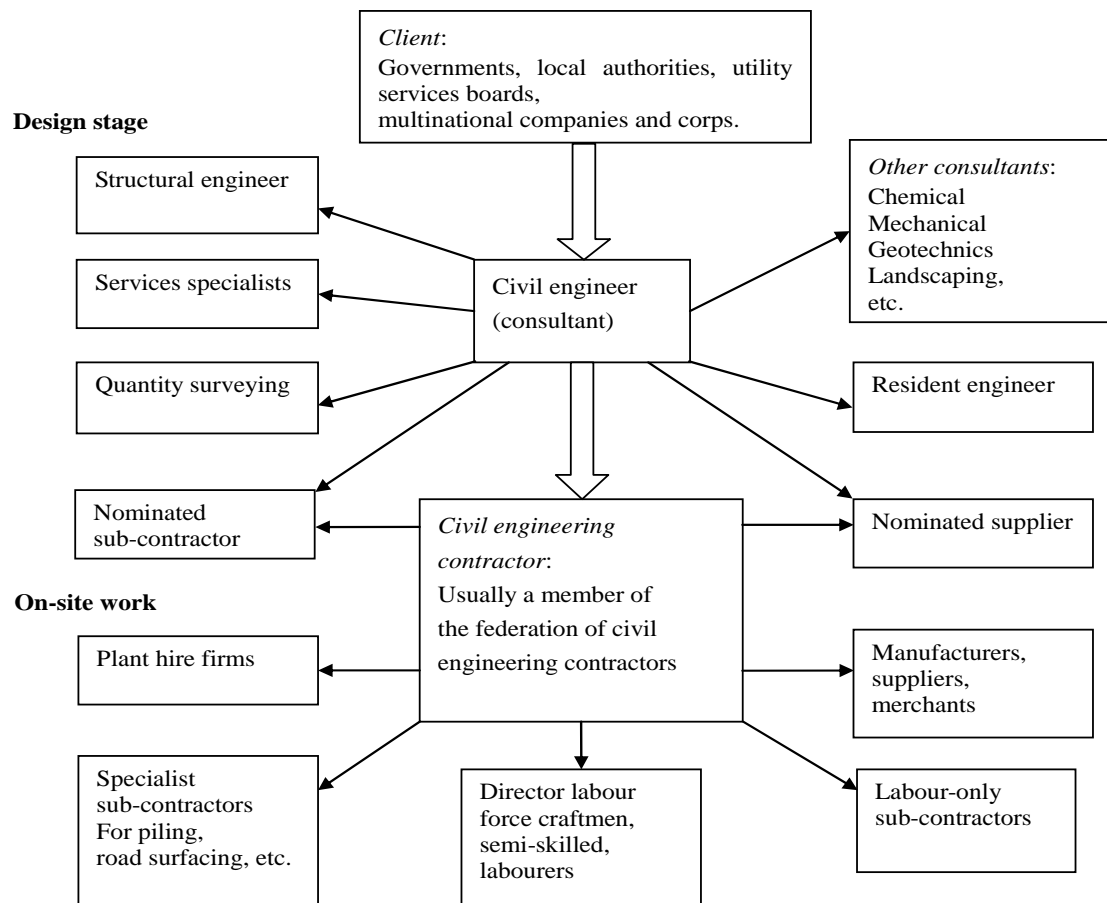 Client:
Governments, local authorities, utility
services boards,
multinational companies and corps.
Design stage
Structural engineer
Other consultants:
Chemical
Mechanical
Geotechnics
Landscaping,
etc.
Services specialists
Civil engineer
(consultant)
Quantity surveying
Resident engineer
Nominated
sub-contractor
Civil engineering
contractor:
Usually a member of
the federation of civil
engineering contractors
Nominated supplier
On-site work
Plant hire firms
Manufacturers,
suppliers,
merchants
Specialist
sub-contractors
For piling,
road surfacing, etc.
Director labour
force craftmen,
semi-skilled,
labourers
Labour-only
sub-contractors